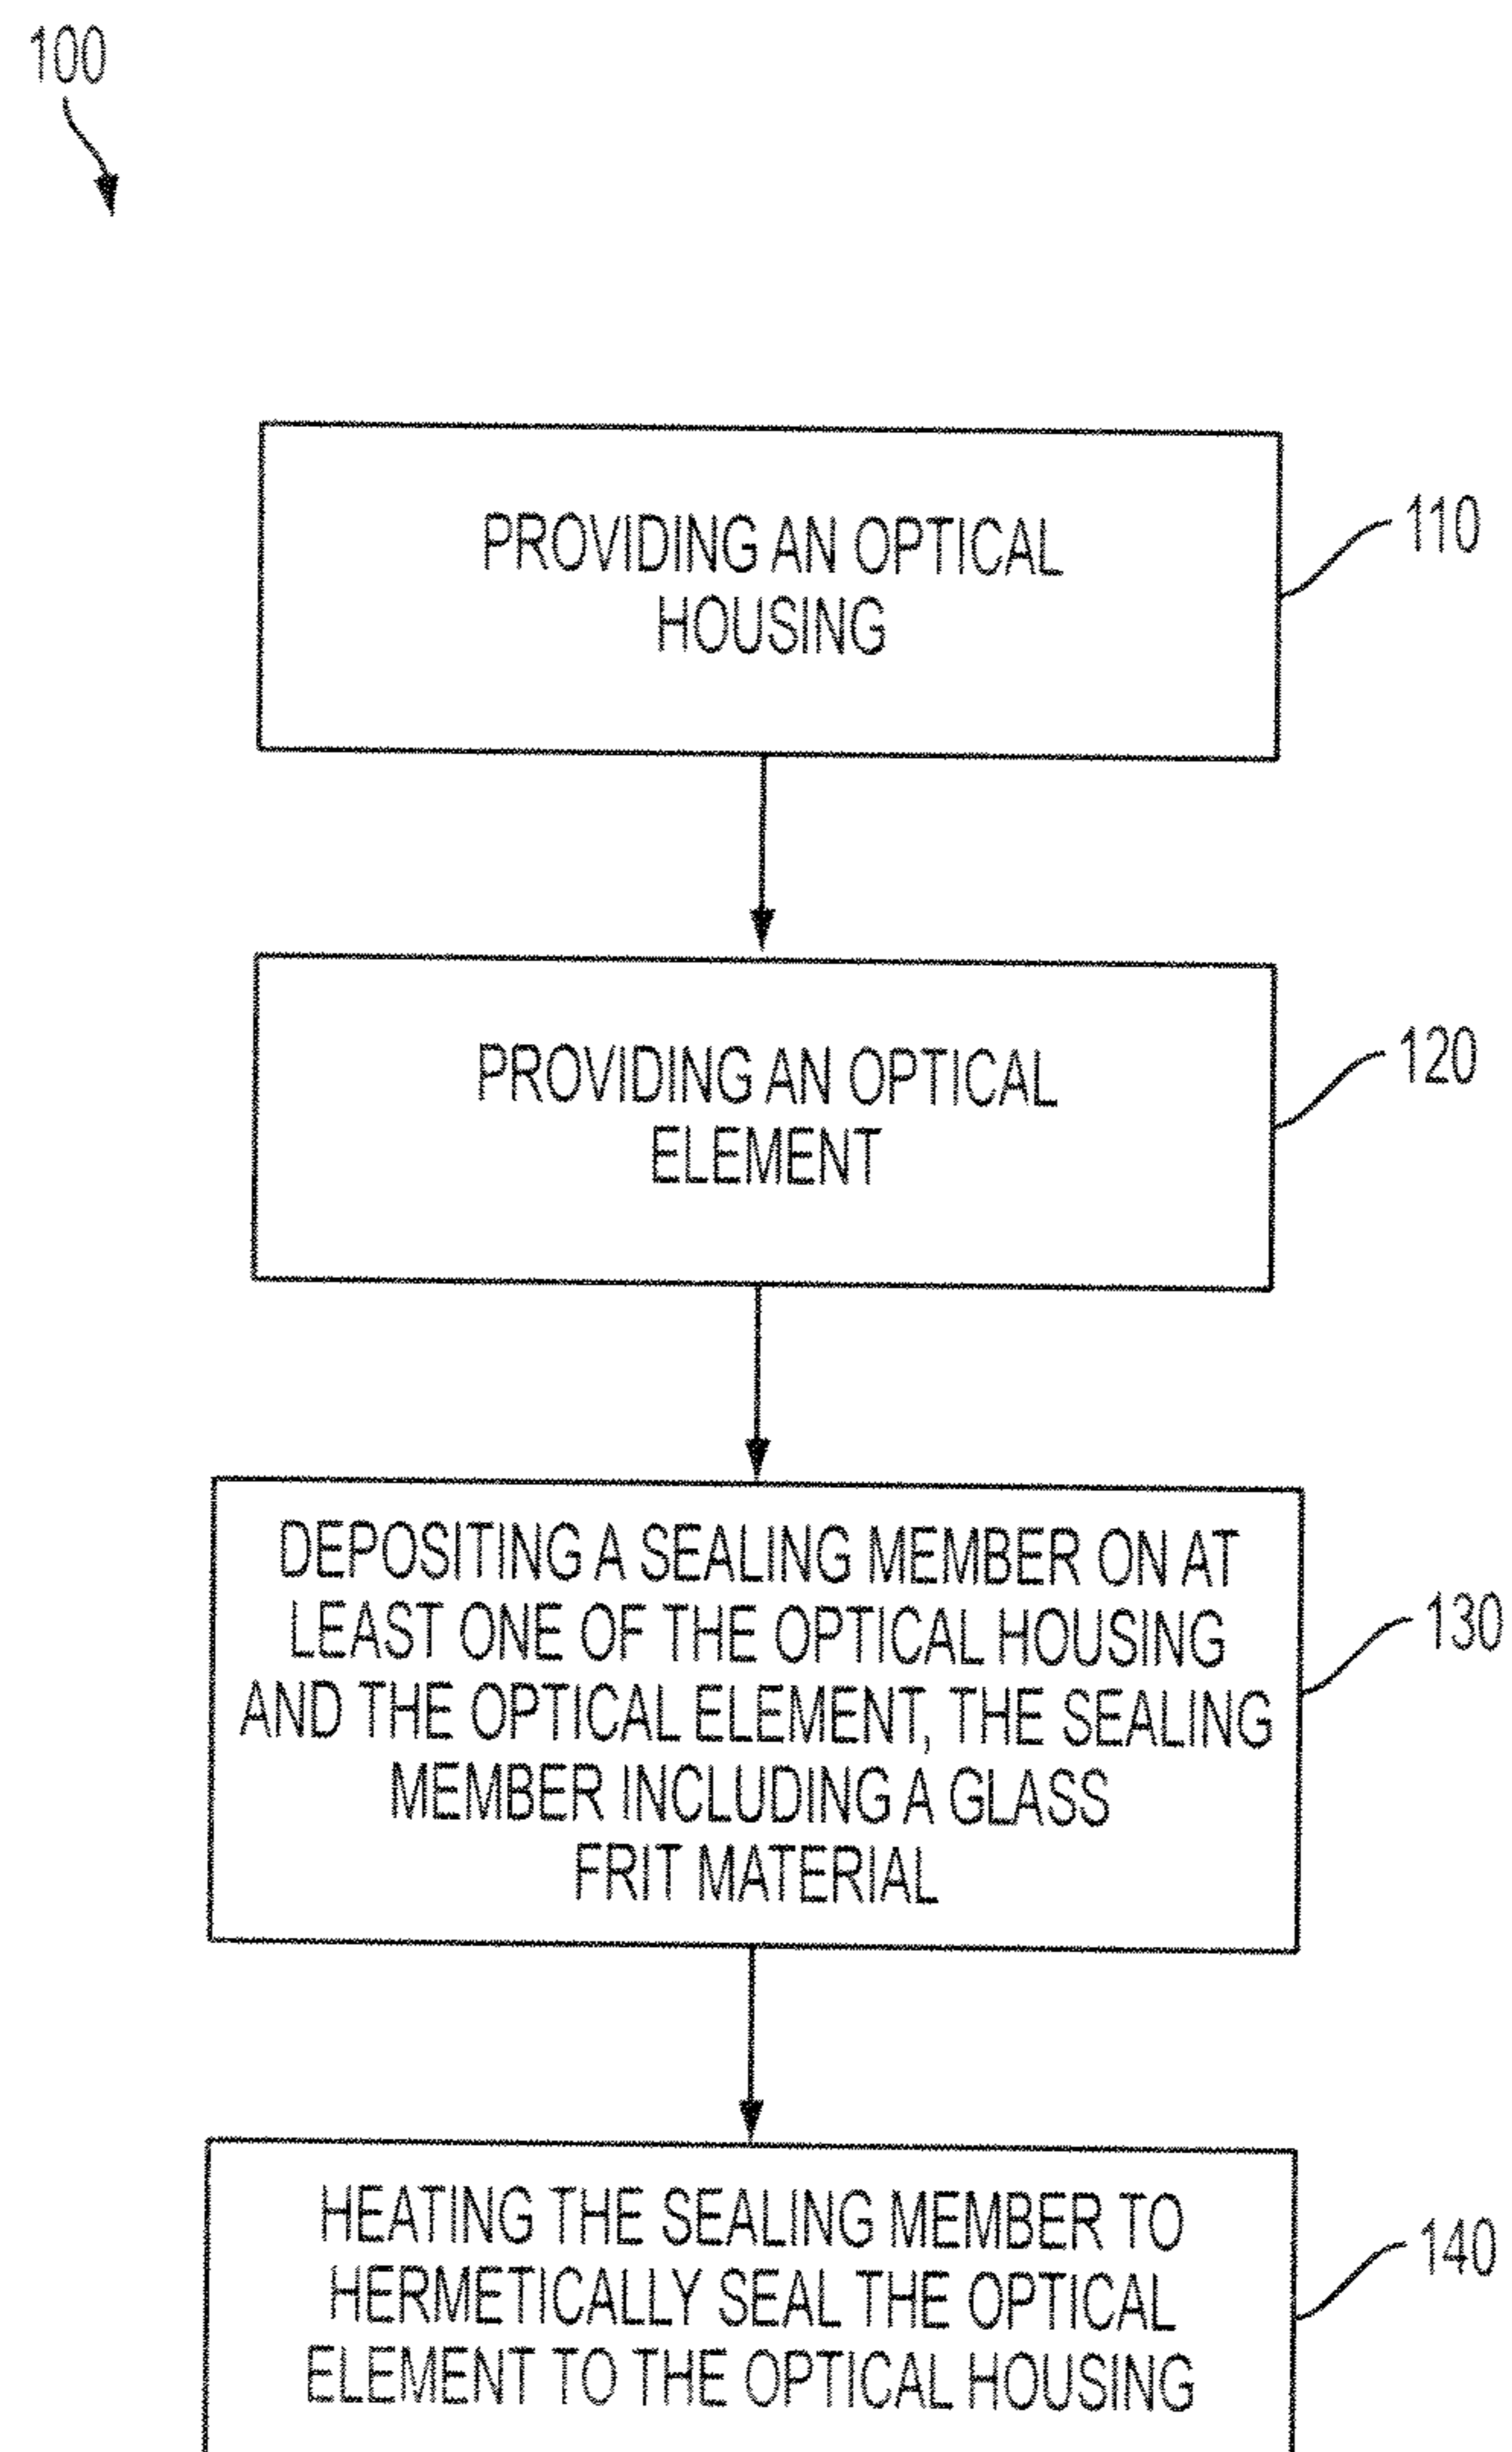 100
PROVIDING AN OPTICAL
HOUSING
110
PROVIDING AN OPTICAL
ELEMENT
120
DEPOSITING A SEALING MEMBER ON AT
LEAST ONE OF THE OPTICAL HOUSING
AND THE OPTICAL ELEMENT, THE SEALING
MEMBER INCLUDING A GLASS
FRIT MATERIAL
130
HEATING THE SEALING MEMBER TO
HERMETICALLY SEAL THE OPTICAL
ELEMENT TO THE OPTICAL HOUSING
140